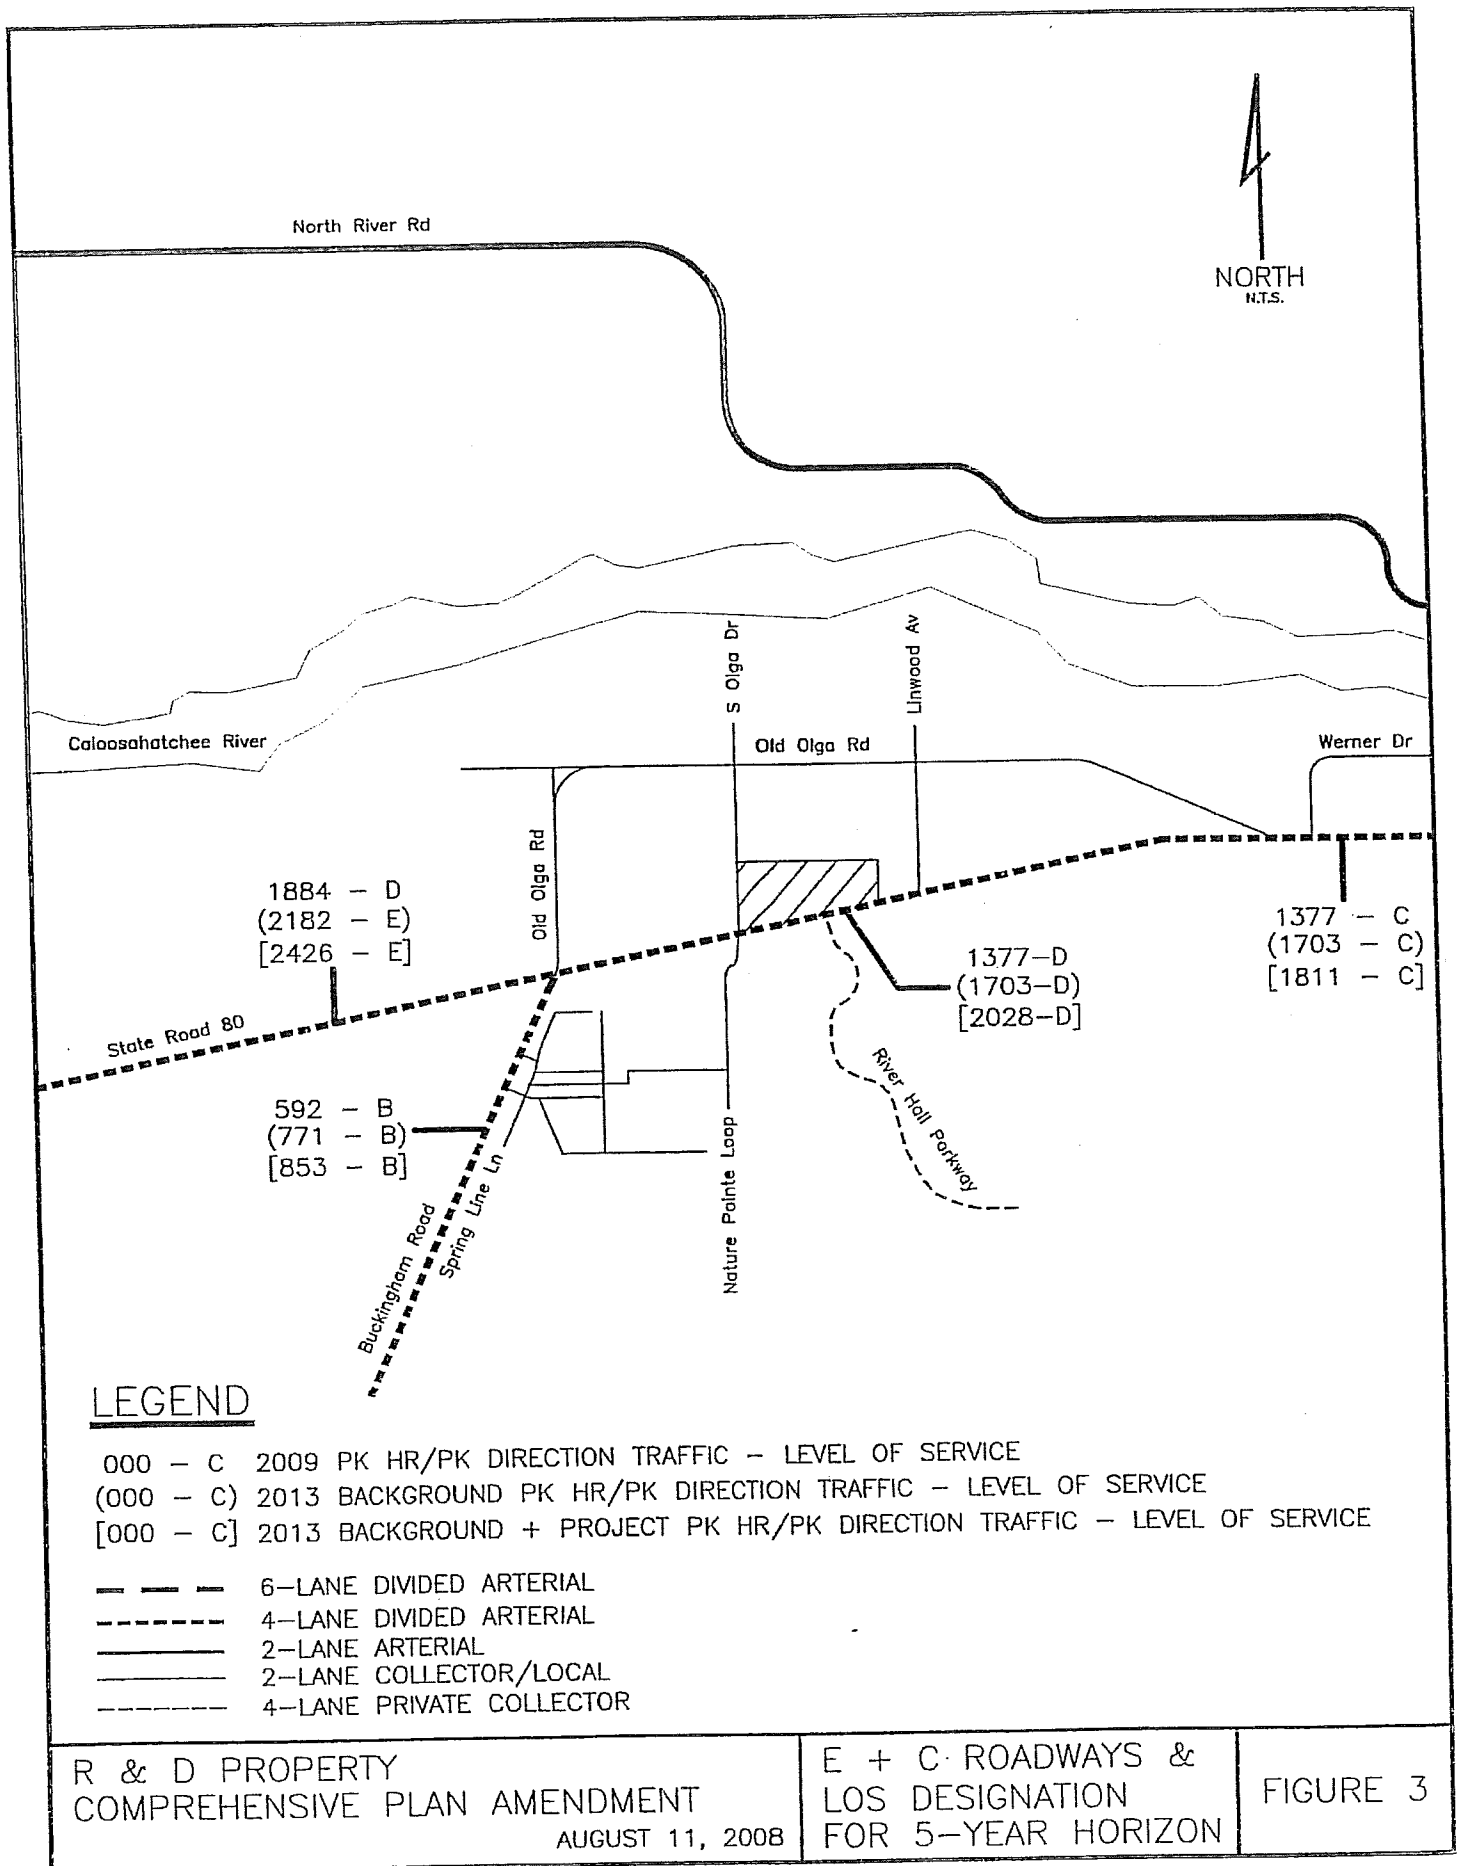 North River Rd
NORTH
N.T.S.
S Olga Dr
Linwood Av
Caloosahatchee River
Old Olga Rd
Werner Dr
Old Olga Rd
1884 - D
(2182 - E)
[2426 - E]
1377 - C
(1703 - C)
[1811 - C]
1377-D
(1703-D)
[2028-D]
State Road 80
River Hall Parkway
592 - B
(771 - B)
[853 - B]
Nature Pointe Loop
Spring Line Ln
Buckingham Road
LEGEND
000 - C 2009 PK HR/PK DIRECTION TRAFFIC - LEVEL OF SERVICE
(000 - C) 2013 BACKGROUND PK HR/PK DIRECTION TRAFFIC - LEVEL OF SERVICE
[000 - C] 2013 BACKGROUND + PROJECT PK HR/PK DIRECTION TRAFFIC - LEVEL OF SERVICE
6-LANE DIVIDED ARTERIAL
4-LANE DIVIDED ARTERIAL
2-LANE ARTERIAL
2-LANE COLLECTOR/LOCAL
4-LANE PRIVATE COLLECTOR
R & D PROPERTY
COMPREHENSIVE PLAN AMENDMENT
AUGUST 11, 2008
E + C ROADWAYS &
LOS DESIGNATION
FOR 5-YEAR HORIZON
FIGURE 3